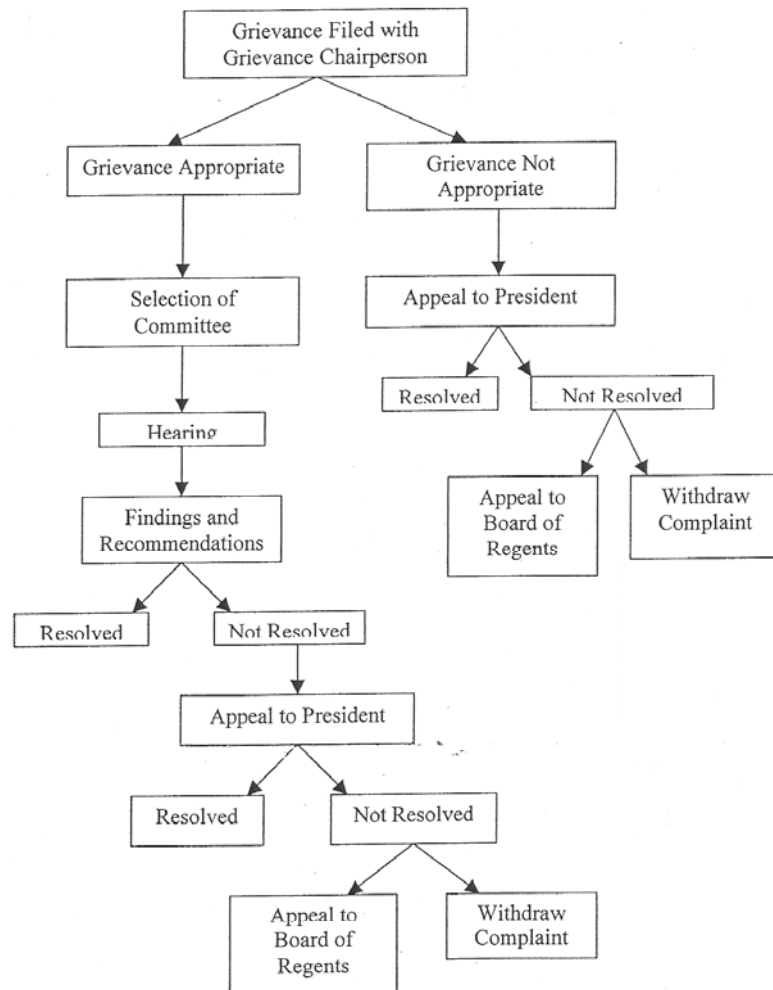 Grievance Filed with
Grievance Chairperson
Grievance Appropriate
Grievance Not
Appropriate
Selection of
Committee
Appeal to President
Resolved
Not Resolved
Hearing
Appeal to
Board of
Regents
Withdraw
Complaint
Findings and
Recommendations
Resolved
Not Resolved
Appeal to President
Resolved
Not Resolved
Appeal to
Board of
Regents
Withdraw
Complaint